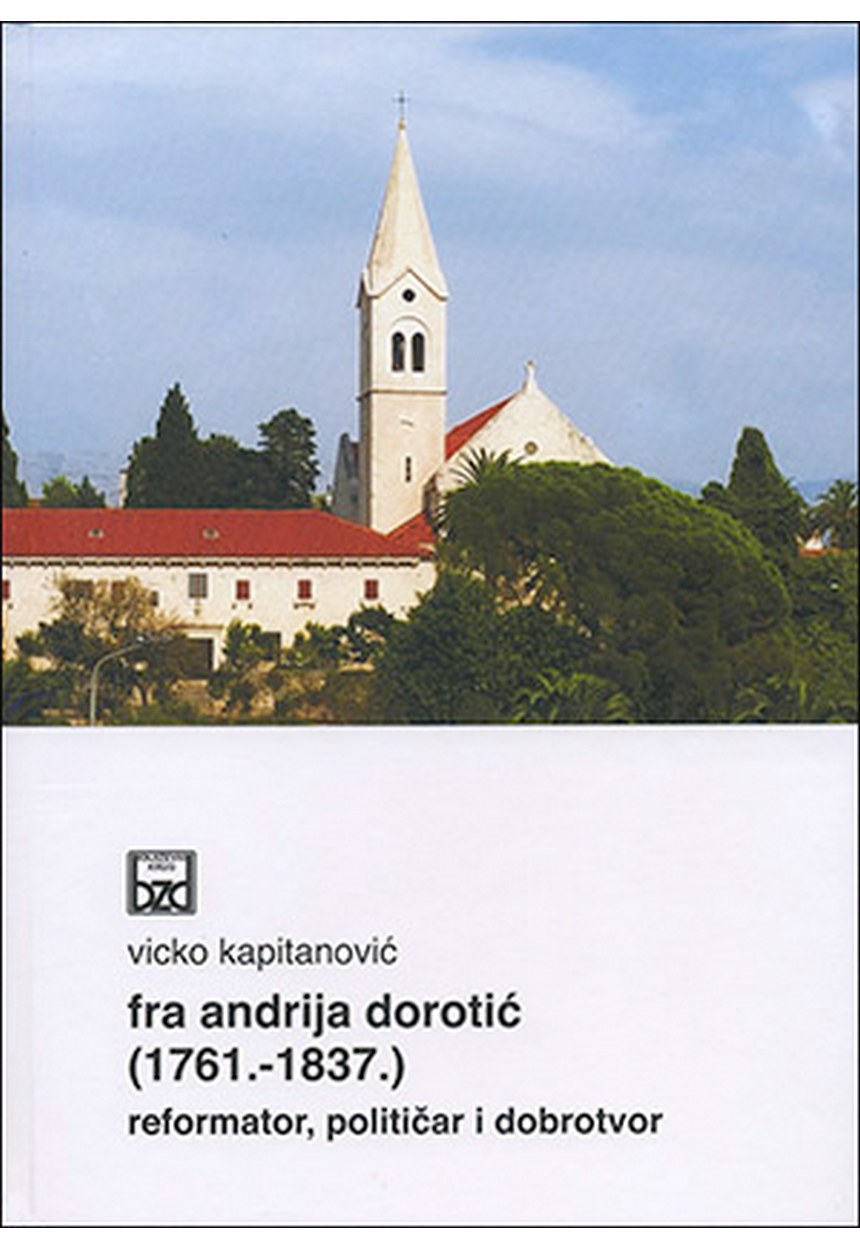 bzd
vicko kapitanović
fra andrija dorotić
(1761.-1837.)
reformator, političar i dobrotvor